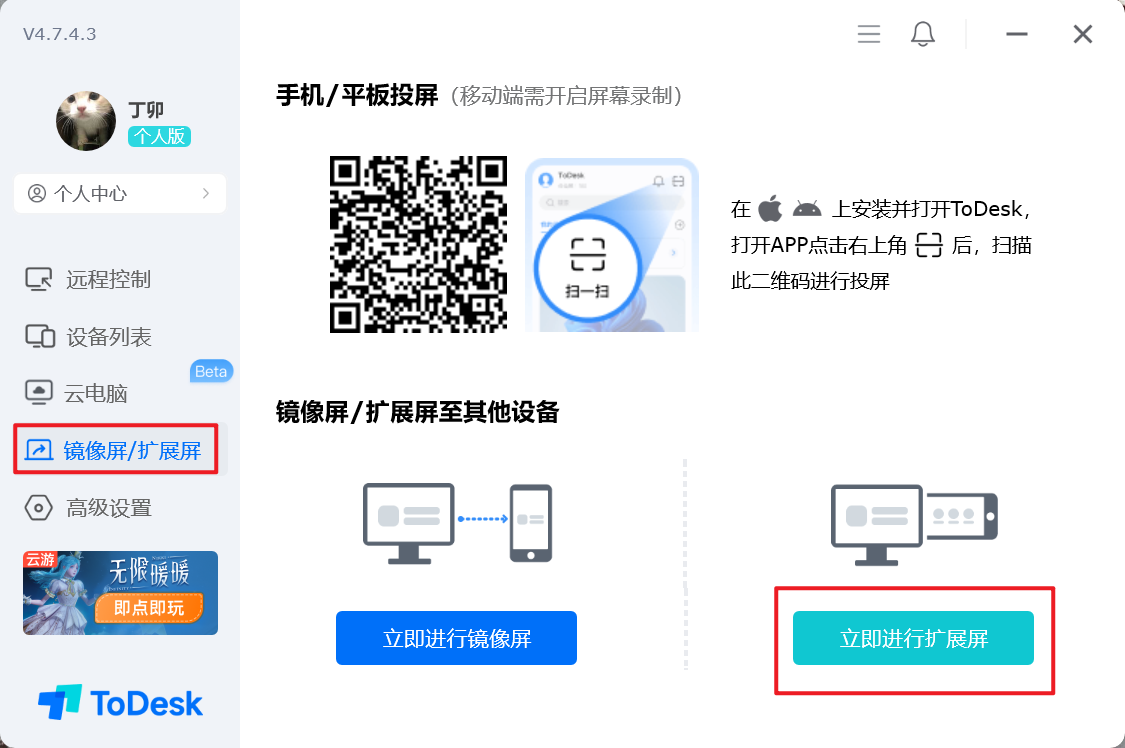 V4.7.4.3
丁卯
个人版
个人中心
远程控制
设备列表
Beta
云电脑
镜像屏/扩展屏
高级设置
云游
无限暖暖
即点即玩
ToDesk
手机/平板投屏（移动端需开启屏幕录制）
ToDesk
扫一扫
在 上安装并打开ToDesk，
打开APP点击右上角 后，扫描
此二维码进行投屏
镜像屏/扩展屏至其他设备
立即进行镜像屏
立即进行扩展屏